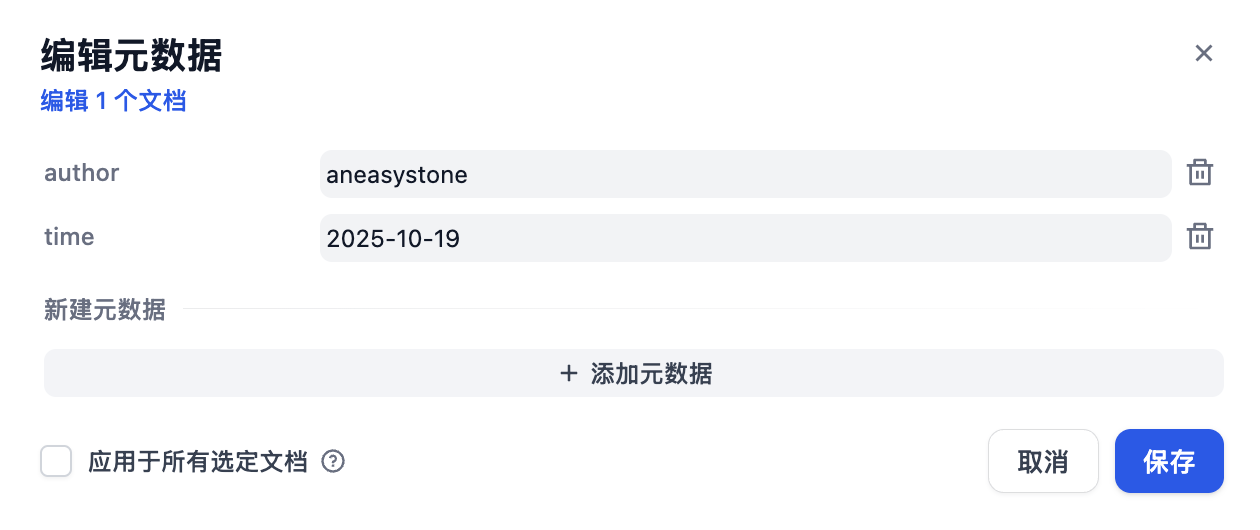 编辑元数据
编辑 1 个文档
author aneasystone
time 2025-10-19
新建元数据
+ 添加元数据
应用于所有选定文档 取消 保存